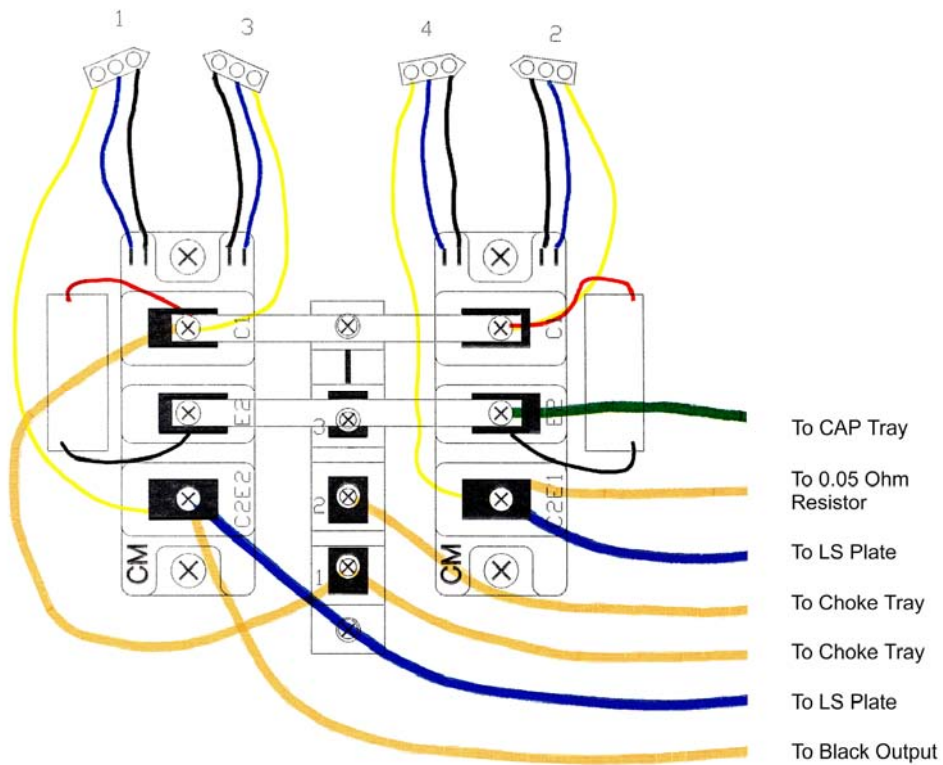 1
3
4
2
C1
C1
E2
E2
3
C2E2
C2E1
2
CM
CM
1
To CAP Tray
To 0.05 Ohm
Resistor
To LS Plate
To Choke Tray
To Choke Tray
To LS Plate
To Black Output